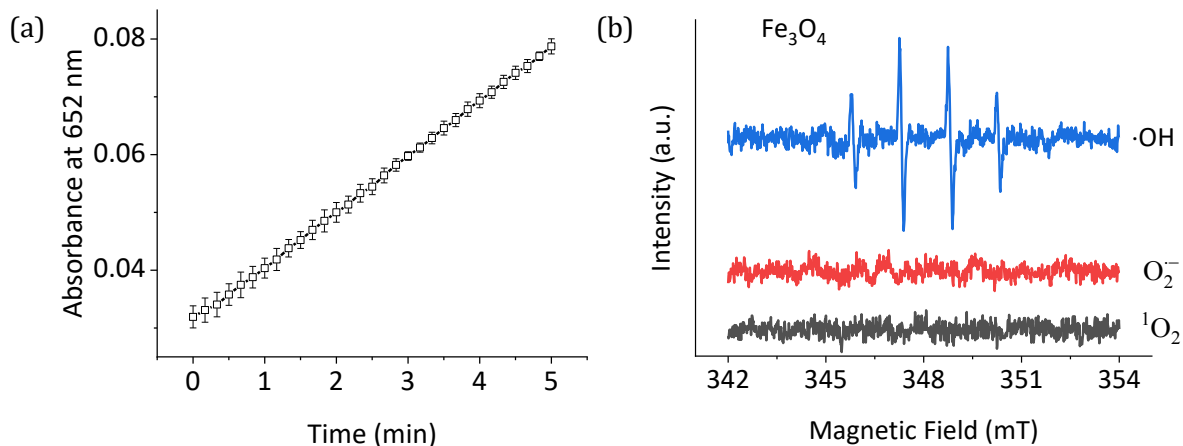 (a)
0.08
0.06
0.04
Absorbance at 652 nm
0 1 2 3 4 5
Time (min)
(b)
Fe₃O₄
·OH
O₂·−
¹O₂
Intensity (a.u.)
342 345 348 351 354
Magnetic Field (mT)